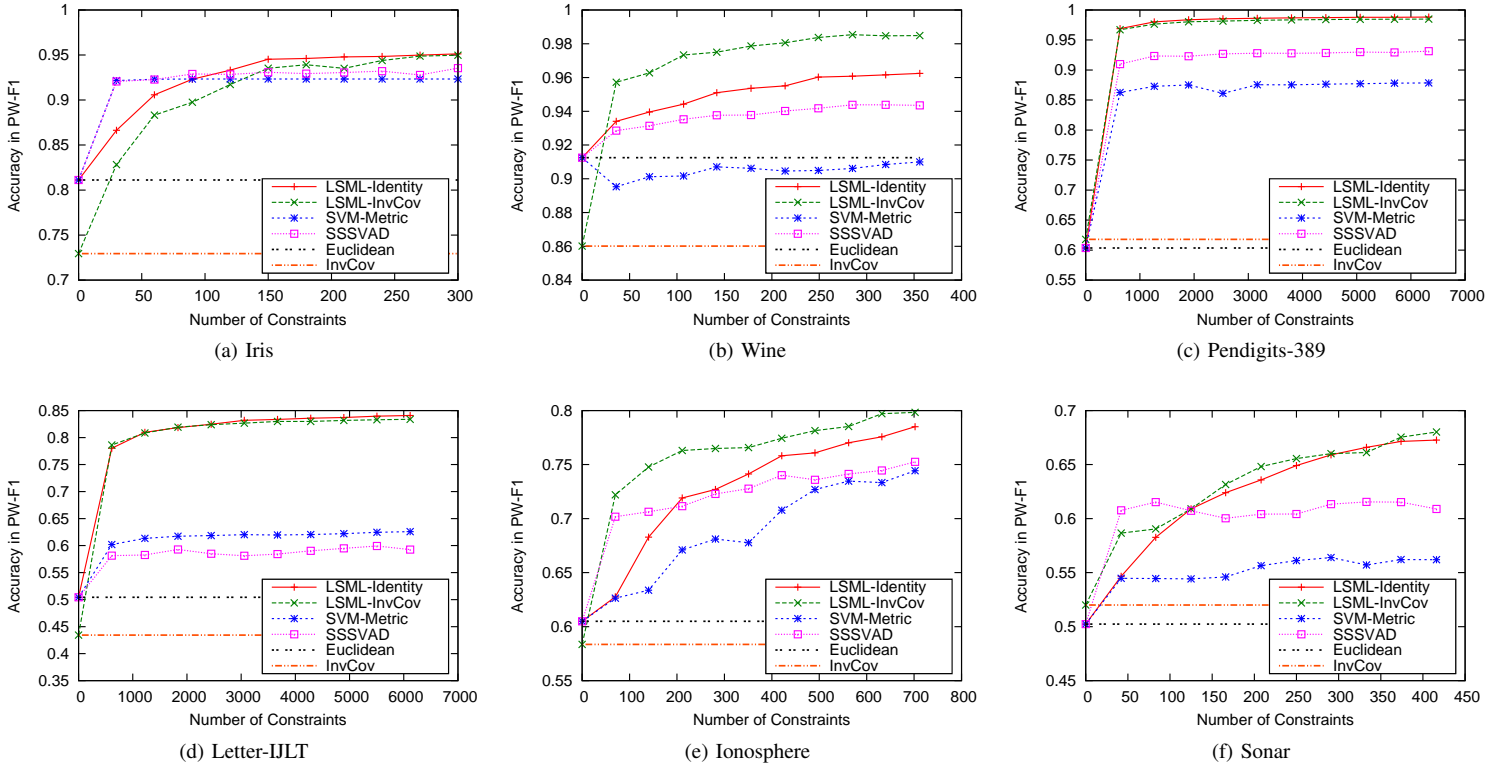 Accuracy in PW-F1
1
0.95
0.9
0.85
0.8
0.75
0.7
0 50 100 150 200 250 300
Number of Constraints
LSML-Identity
LSML-InvCov
SVM-Metric
SSSVAD
Euclidean
InvCov
(a) Iris
Accuracy in PW-F1
1
0.98
0.96
0.94
0.92
0.9
0.88
0.86
0.84
0 50 100 150 200 250 300 350 400
Number of Constraints
LSML-Identity
LSML-InvCov
SVM-Metric
SSSVAD
Euclidean
InvCov
(b) Wine
Accuracy in PW-F1
1
0.95
0.9
0.85
0.8
0.75
0.7
0.65
0.6
0.55
0 1000 2000 3000 4000 5000 6000 7000
Number of Constraints
LSML-Identity
LSML-InvCov
SVM-Metric
SSSVAD
Euclidean
InvCov
(c) Pendigits-389
Accuracy in PW-F1
0.85
0.8
0.75
0.7
0.65
0.6
0.55
0.5
0.45
0.4
0.35
0 1000 2000 3000 4000 5000 6000 7000
Number of Constraints
LSML-Identity
LSML-InvCov
SVM-Metric
SSSVAD
Euclidean
InvCov
(d) Letter-IJLT
Accuracy in PW-F1
0.8
0.75
0.7
0.65
0.6
0.55
0 100 200 300 400 500 600 700 800
Number of Constraints
LSML-Identity
LSML-InvCov
SVM-Metric
SSSVAD
Euclidean
InvCov
(e) Ionosphere
Accuracy in PW-F1
0.7
0.65
0.6
0.55
0.5
0.45
0 50 100 150 200 250 300 350 400 450
Number of Constraints
LSML-Identity
LSML-InvCov
SVM-Metric
SSSVAD
Euclidean
InvCov
(f) Sonar